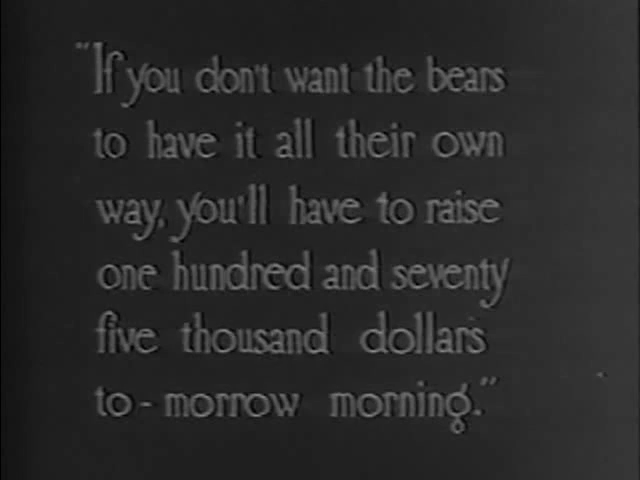 "If you don't want the bears
to have it all their own
way, you'll have to raise
one hundred and seventy
five thousand dollars
to-morrow morning."